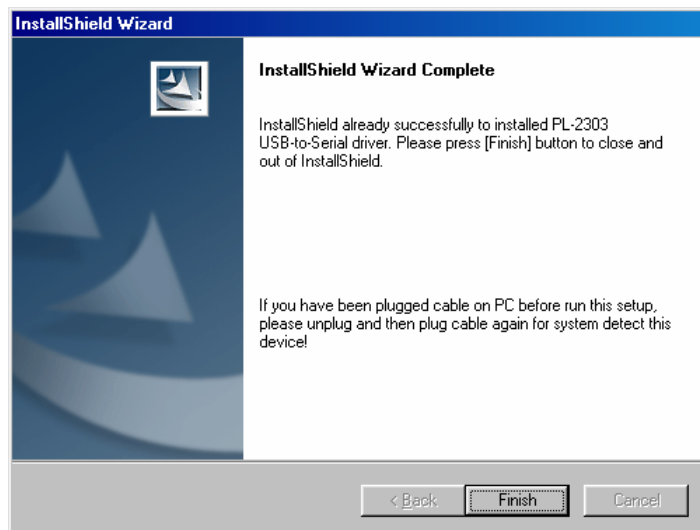 InstallShield Wizard
InstallShield Wizard Complete
InstallShield already successfully to installed PL-2303
USB-to-Serial driver. Please press [Finish] button to close and
out of InstallShield.
If you have been plugged cable on PC before run this setup,
please unplug and then plug cable again for system detect this
device!
< Back
Finish
Cancel